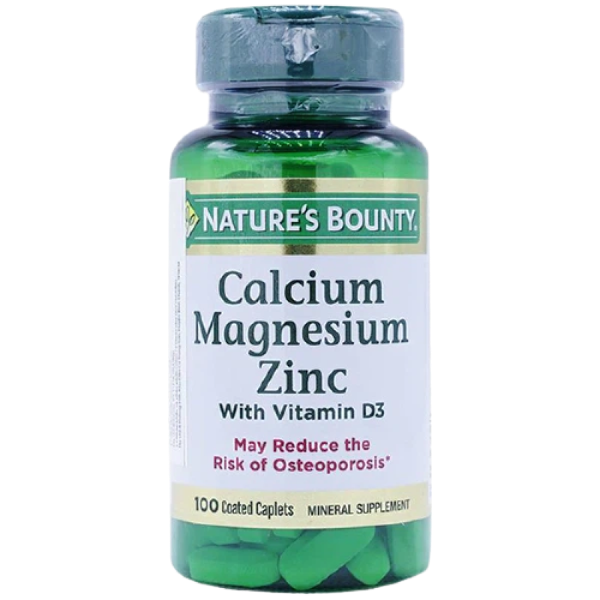 NATURE'S BOUNTY®
Calcium
Magnesium
Zinc
With Vitamin D3
May Reduce the
Risk of Osteoporosis*
100 Coated Caplets MINERAL SUPPLEMENT